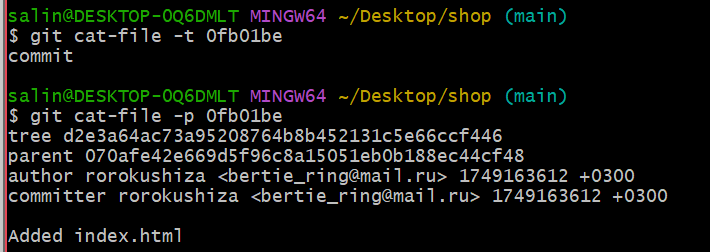 salin@DESKTOP-0Q6DMLT MINGW64 ~/Desktop/shop (main)
$ git cat-file -t 0fb01be
commit
salin@DESKTOP-0Q6DMLT MINGW64 ~/Desktop/shop (main)
$ git cat-file -p 0fb01be
tree d2e3a64ac73a95208764b8b452131c5e66ccf446
parent 070afe42e669d5f96c8a15051eb0b188ec44cf48
author rorokushiza <bertie_ring@mail.ru> 1749163612 +0300
committer rorokushiza <bertie_ring@mail.ru> 1749163612 +0300
Added index.html